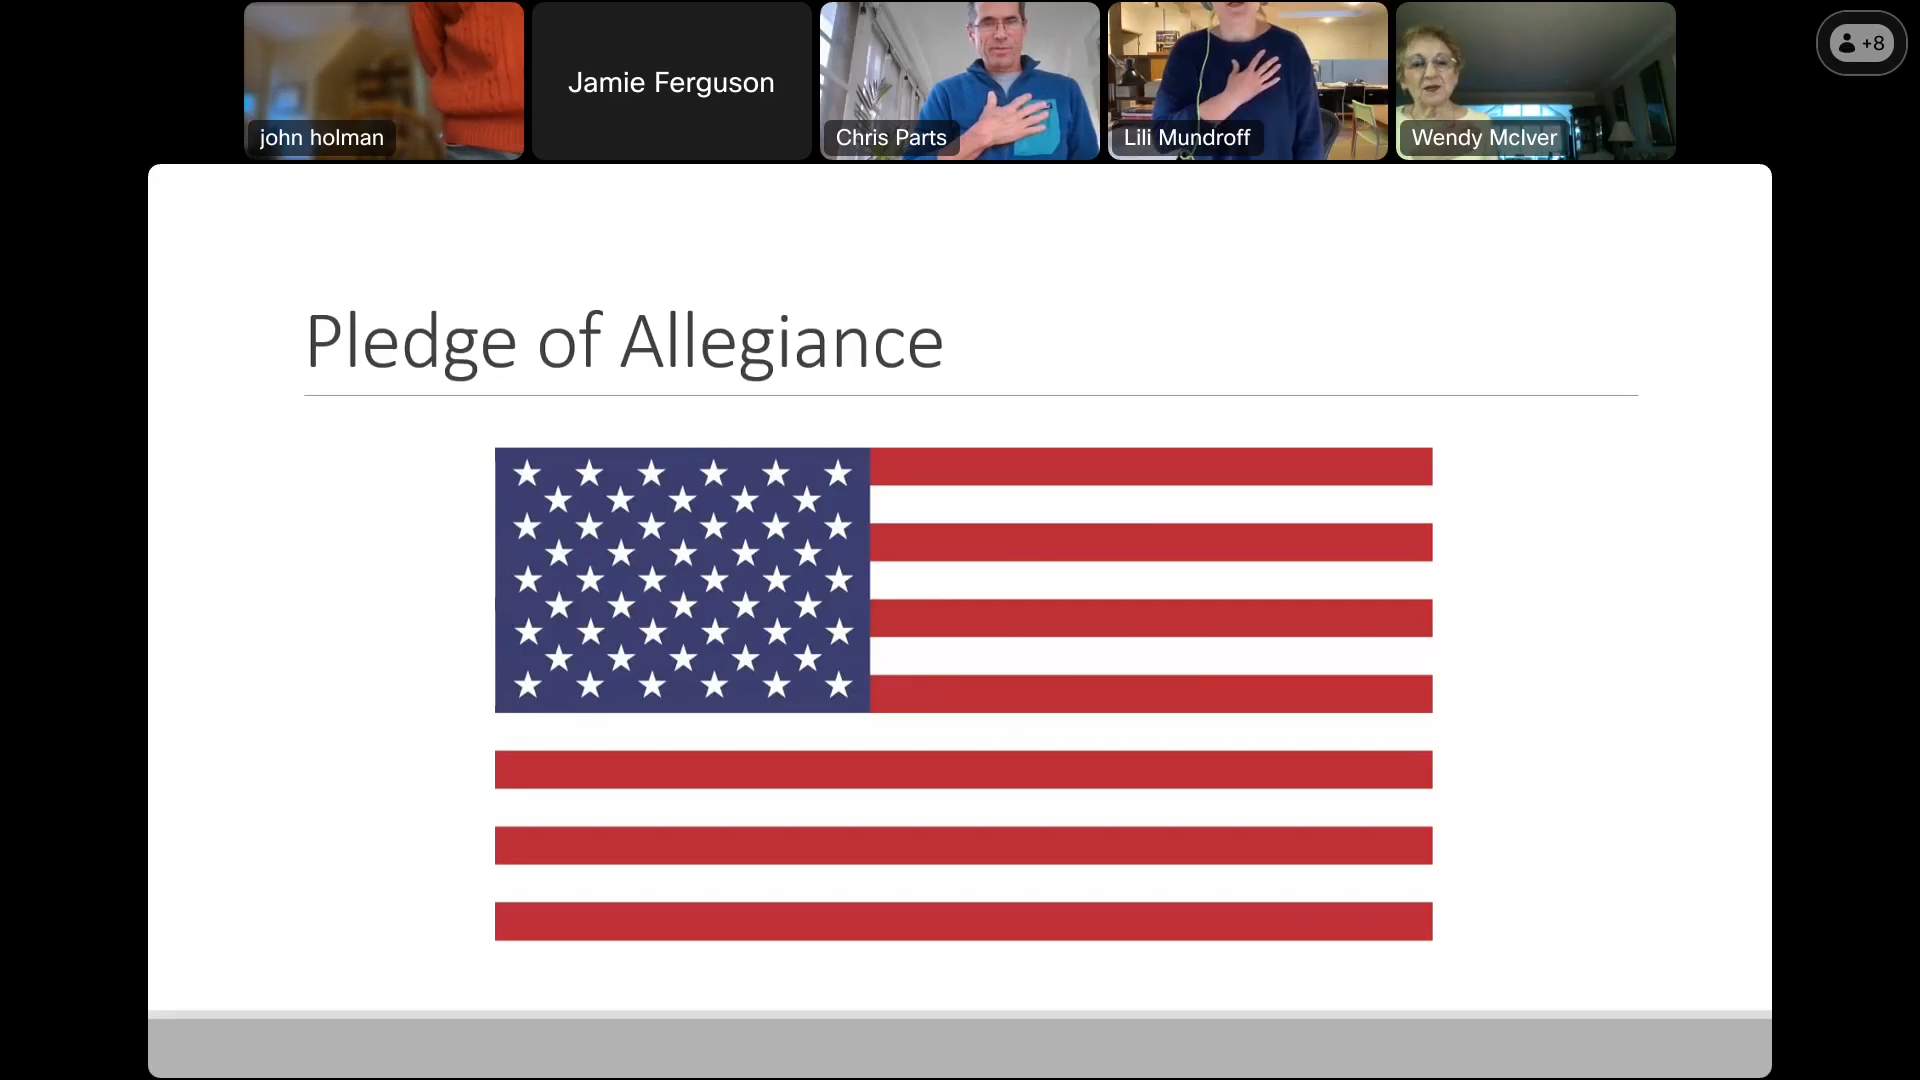 john holman
Jamie Ferguson
Chris Parts
Lili Mundroff
Wendy McIver
+8
Pledge of Allegiance